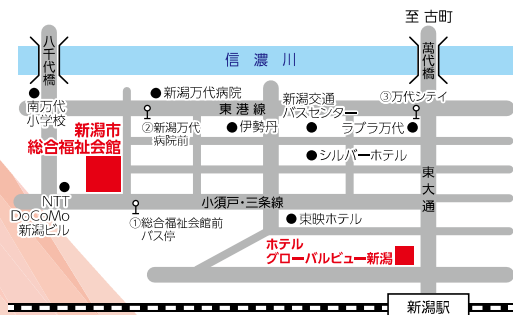 至 古町
八千代橋
信濃川
萬代橋
南万代
小学校
新潟万代病院
東港線
②新潟万代
病院前
伊勢丹
新潟交通
バスセンター
③万代シテイ
ラプラ万代
シルバーホテル
新潟市
総合福祉会館
NTT
DoCoMo
新潟ビル
小須戸・三条線
①総合福祉会館前
バス停
東映ホテル
東大通
ホテル
グローバルビュー新潟
新潟駅